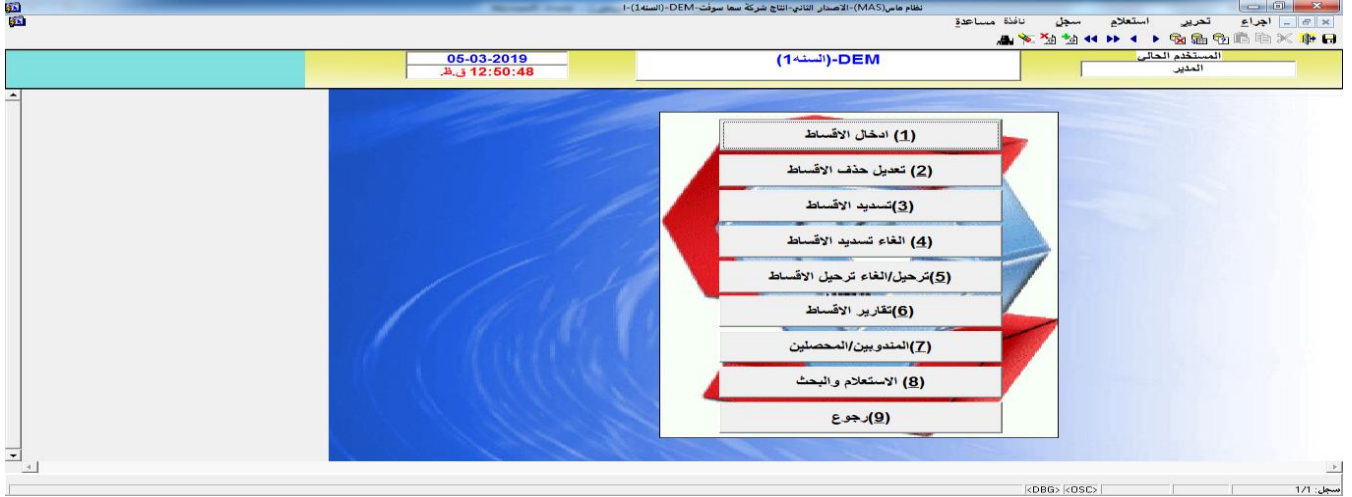 نظام ماس(MAS)-الاصدار الثاني-انتاج شركة سما سوفت-DEM-(السنه1)-ا
اجراء تحرير استعلام سجل نافذة مساعدة
المستخدم الحالي
المدير
DEM-(السنه1)
05-03-2019
12:50:48 ق.ظ.
(1) ادخال الاقساط
(2) تعديل حذف الاقساط
(3)تسديد الاقساط
(4) الغاء تسديد الاقساط
(5)ترحيل/الغاء ترحيل الاقساط
(6)تقارير الاقساط
(7)المندوبين/المحصلين
(8) الاستعلام والبحث
(9)رجوع
سجل: 1/1 <OSC> <DBG>